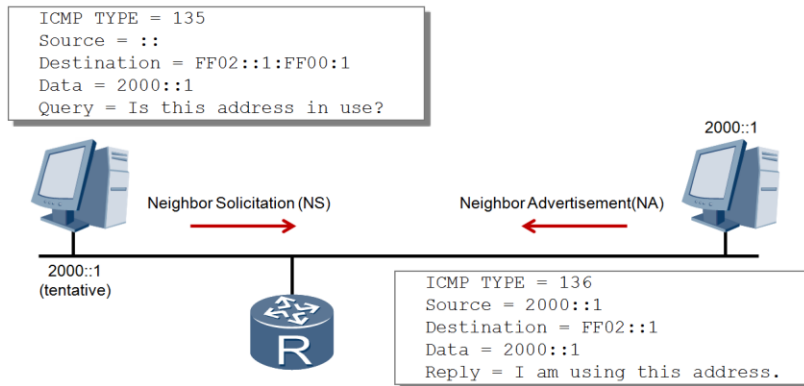 ICMP TYPE = 135
Source = ::
Destination = FF02::1:FF00:1
Data = 2000::1
Query = Is this address in use?
2000::1
Neighbor Solicitation (NS)
Neighbor Advertisement(NA)
2000::1
(tentative)
R
ICMP TYPE = 136
Source = 2000::1
Destination = FF02::1
Data = 2000::1
Reply = I am using this address.